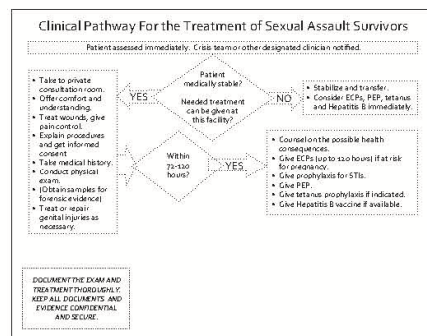 Clinical Pathway For the Treatment of Sexual Assault Survivors
Patient assessed immediately. Crisis team or other designated clinician notified.
Patient
medically stable?
Needed treatment
can be given at
this facility?
YES
NO
• Take to private
consultation room.
• Offer comfort and
understanding.
• Treat wounds, give
pain control.
• Explain procedures
and get informed
consent
• Take medical history.
• Conduct physical
exam.
• (Obtain samples for
forensic evidence)
• Treat or repair
genital injuries as
necessary.
• Stabilize and transfer.
• Consider ECPs, PEP, tetanus
and Hepatitis B immediately.
Within
72-120
hours?
YES
• Counsel on the possible health
consequences.
• Give ECPs (up to 120 hours) if at risk
for pregnancy.
• Give prophylaxis for STIs.
• Give PEP.
• Give tetanus prophylaxis if indicated.
• Give Hepatitis B vaccine if available.
DOCUMENT THE EXAM AND
TREATMENT THOROUGHLY.
KEEP ALL DOCUMENTS AND
EVIDENCE CONFIDENTIAL
AND SECURE.